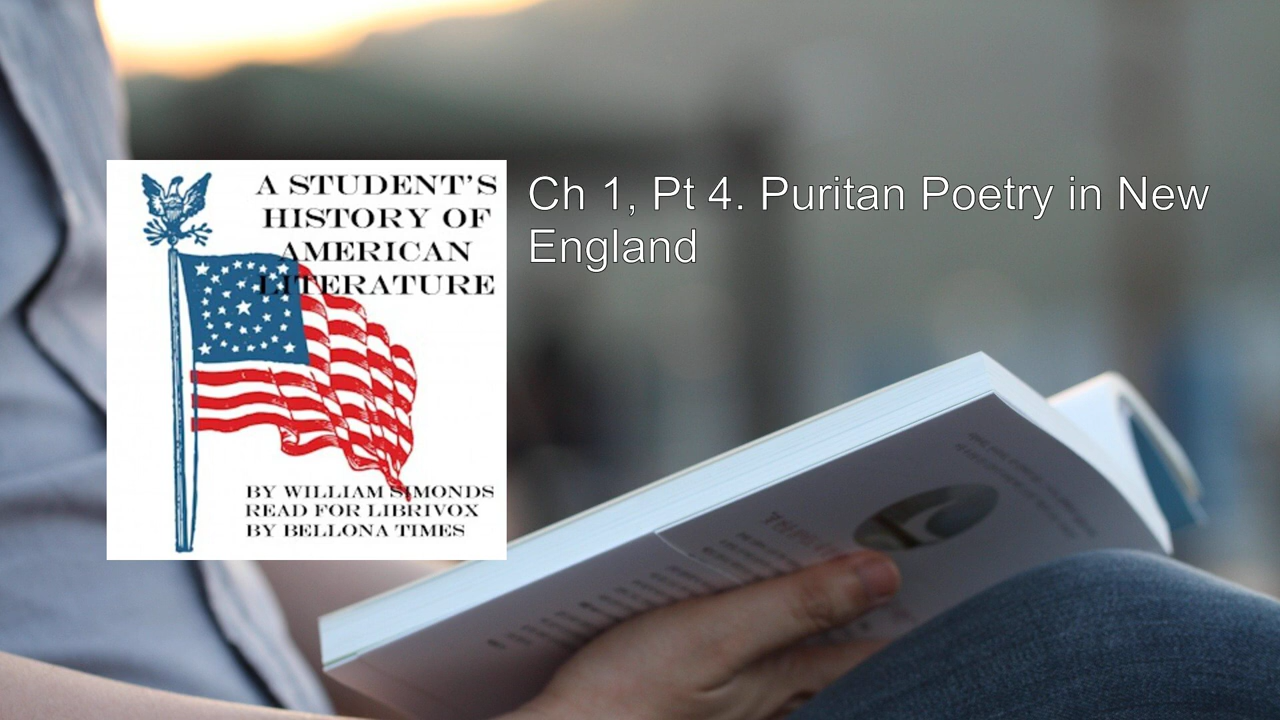 A STUDENT'S
HISTORY OF
AMERICAN
LITERATURE
BY WILLIAM SIMONDS
READ FOR LIBRIVOX
BY BELLONA TIMES
Ch 1, Pt 4. Puritan Poetry in New
England